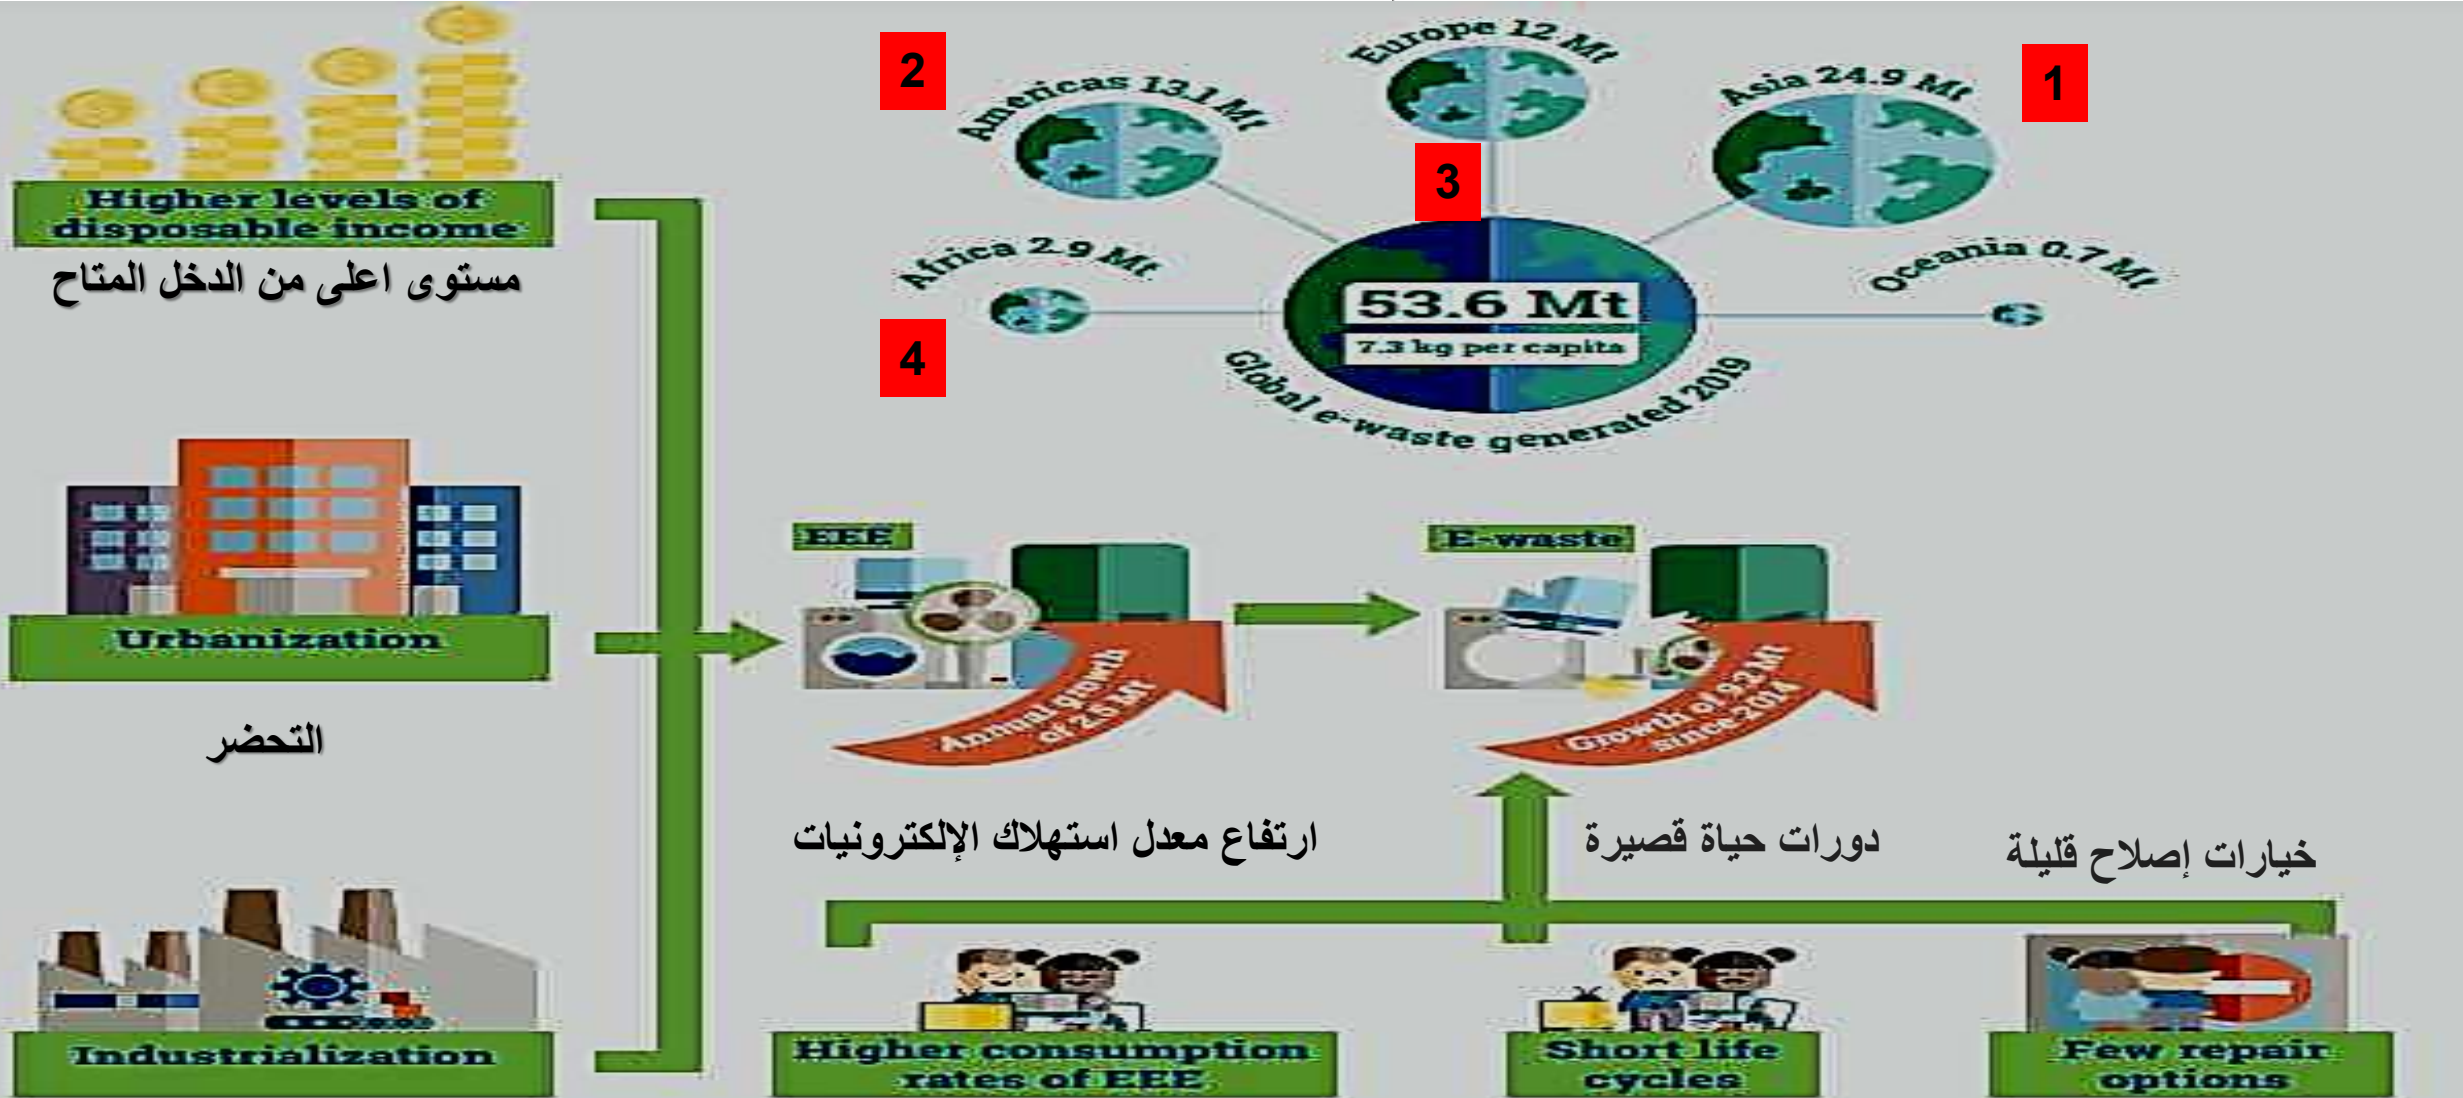 Higher levels of
disposable income
مستوى اعلى من الدخل المتاح
Urbanization
التحضر
Industrialization
2
Americas 13.1 Mt
Europe 12 Mt
Asia 24.9 Mt
1
3
Africa 2.9 Mt
4
Oceania 0.7 Mt
53.6 Mt
7.3 kg per capita
Global e-waste generated 2019
EEE
Annual growth
of 2.5 Mt
E-waste
Growth of 9.2 Mt
since 2014
ارتفاع معدل استهلاك الإلكترونيات
دورات حياة قصيرة
خيارات إصلاح قليلة
Higher consumption
rates of EEE
Short life
cycles
Few repair
options